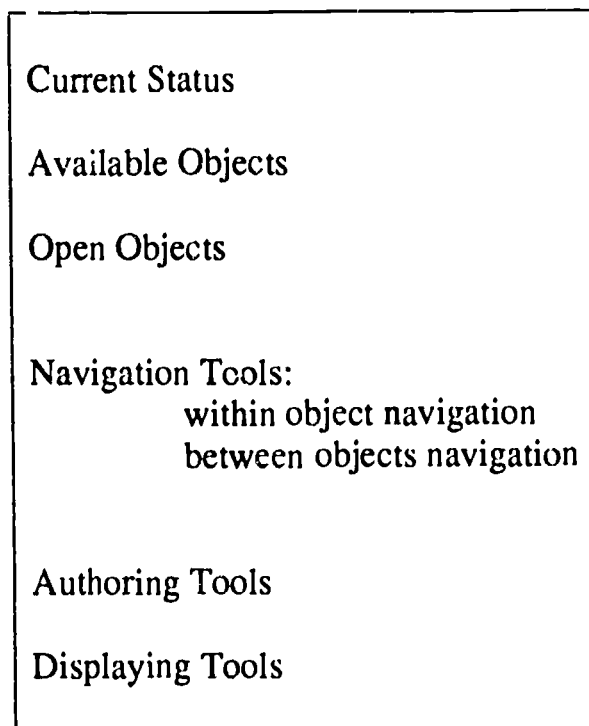 Current Status
Available Objects
Open Objects
Navigation Tools:
within object navigation
between objects navigation
Authoring Tools
Displaying Tools